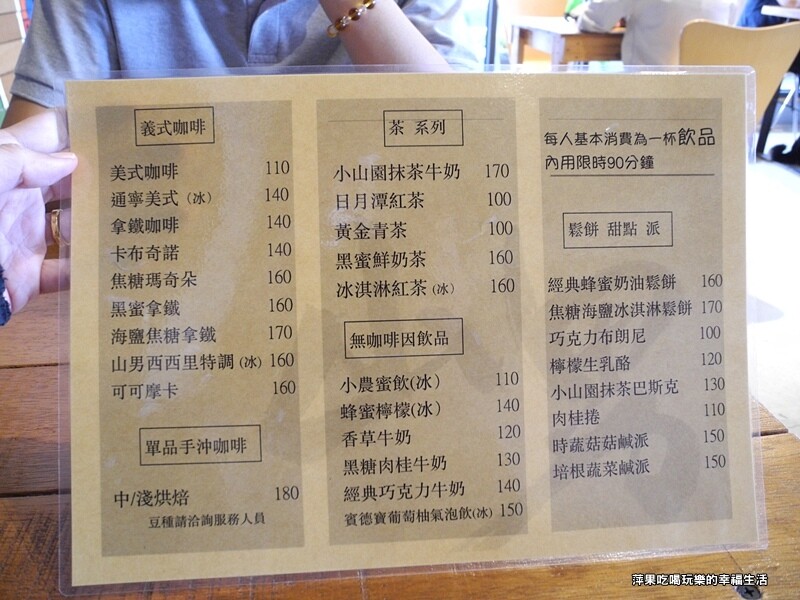 義式咖啡
美式咖啡 110
通寧美式 (冰) 140
拿鐵咖啡 140
卡布奇諾 140
焦糖瑪奇朵 160
黑蜜拿鐵 160
海鹽焦糖拿鐵 170
山男西西里特調 (冰) 160
可可摩卡 160
單品手沖咖啡
中/淺烘焙 180
豆種請洽詢服務人員
茶 系列
小山園抹茶牛奶 170
日月潭紅茶 100
黃金青茶 100
黑蜜鮮奶茶 160
冰淇淋紅茶 (冰) 160
無咖啡因飲品
小農蜜飲(冰) 110
蜂蜜檸檬(冰) 140
香草牛奶 120
黑糖肉桂牛奶 130
經典巧克力牛奶 140
賓德寶葡萄柚氣泡飲(冰) 150
每人基本消費為一杯飲品
內用限時90分鐘
鬆餅 甜點 派
經典蜂蜜奶油鬆餅 160
焦糖海鹽冰淇淋鬆餅 170
巧克力布朗尼 100
檸檬生乳酪 120
小山園抹茶巴斯克 130
肉桂捲 110
時蔬菇菇鹹派 150
培根蔬菜鹹派 150
萍果吃喝玩樂的幸福生活